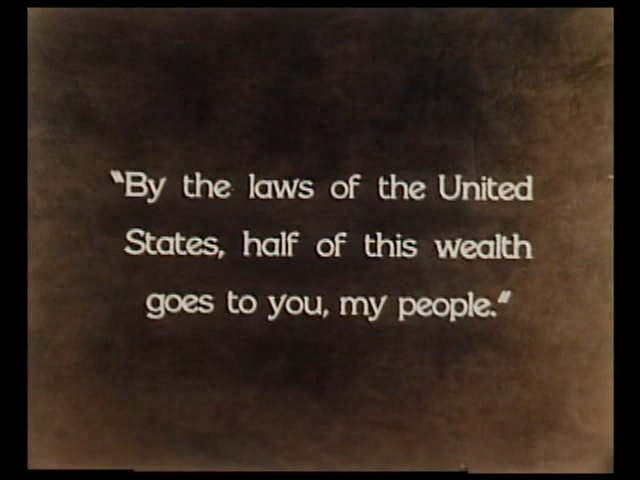 "By the laws of the United
States, half of this wealth
goes to you, my people."